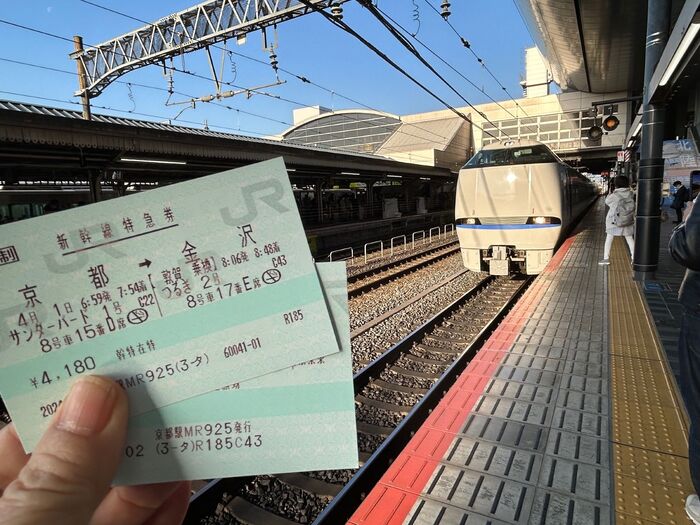 制
新幹線特急券
JR
京都 → 金沢
4月 1日 6:59発 7:54着 [敦賀 乗換] 8:06発 8:48着
サンダーバード 1号 C22 つるぎ 2号 C43
8号車15番D席 8号車17番E席
¥4,180 幹特在特
R185
MR925(3-タ) 60041-01
京都駅MR925発行
02 (3-タ)R185C43